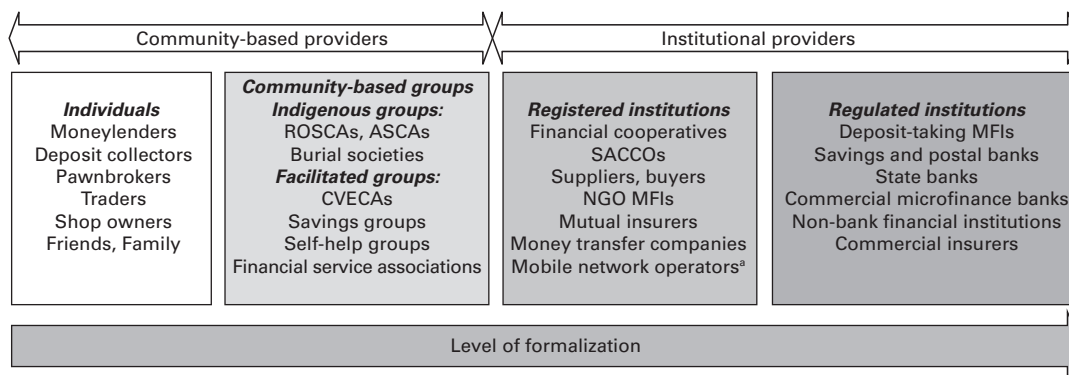 Community-based providers
Institutional providers
Individuals
Moneylenders
Deposit collectors
Pawnbrokers
Traders
Shop owners
Friends, Family
Community-based groups
Indigenous groups:
ROSCAs, ASCAs
Burial societies
Facilitated groups:
CVECAs
Savings groups
Self-help groups
Financial service associations
Registered institutions
Financial cooperatives
SACCOs
Suppliers, buyers
NGO MFIs
Mutual insurers
Money transfer companies
Mobile network operatorsᵃ
Regulated institutions
Deposit-taking MFIs
Savings and postal banks
State banks
Commercial microfinance banks
Non-bank financial institutions
Commercial insurers
Level of formalization